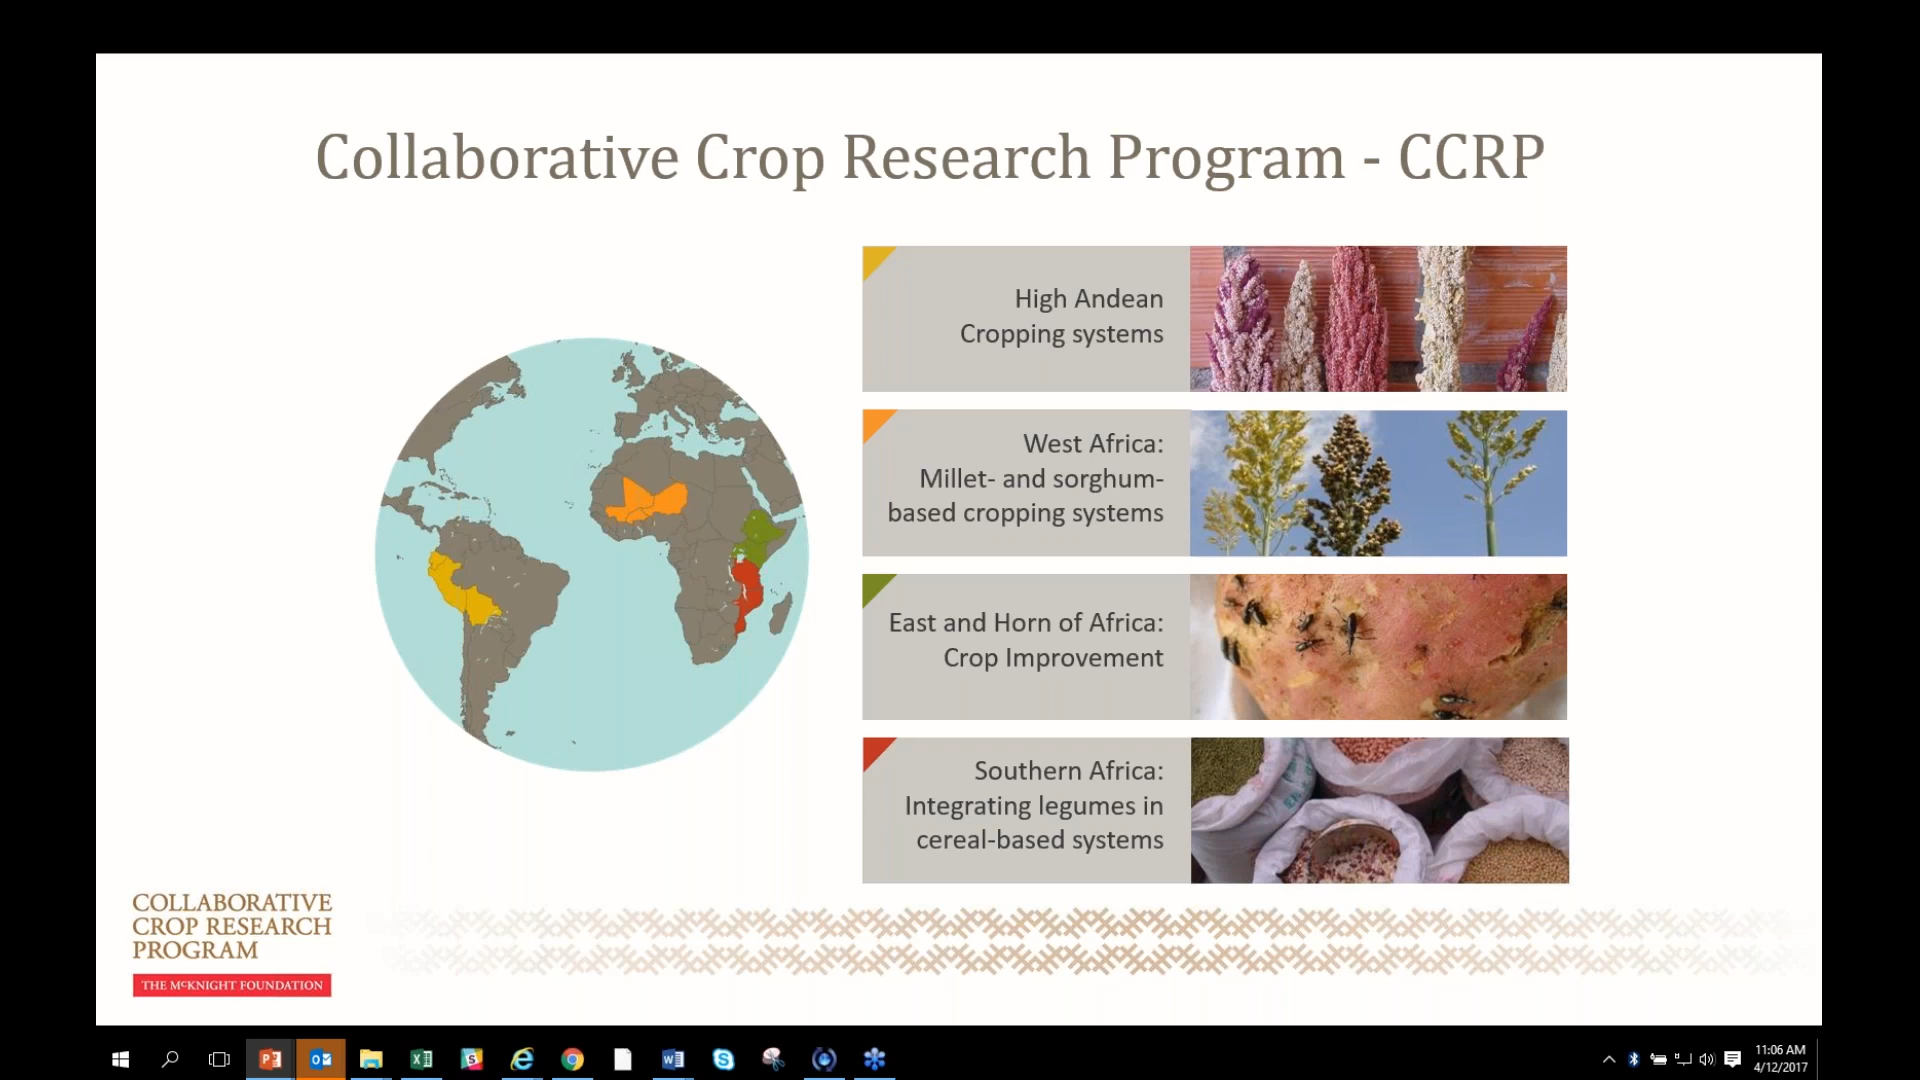 Collaborative Crop Research Program - CCRP
High Andean
Cropping systems
West Africa:
Millet- and sorghum-
based cropping systems
East and Horn of Africa:
Crop Improvement
Southern Africa:
Integrating legumes in
cereal-based systems
COLLABORATIVE
CROP RESEARCH
PROGRAM
THE McKNIGHT FOUNDATION
11:06 AM
4/12/2017